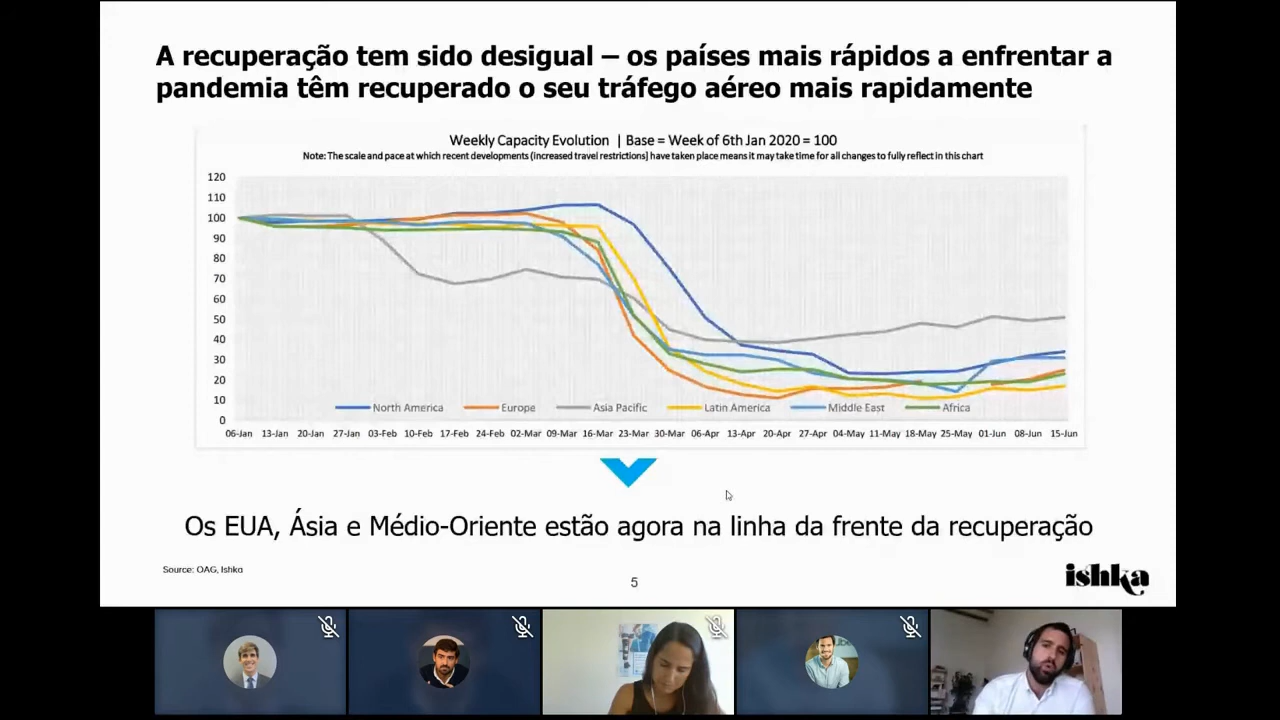 A recuperação tem sido desigual – os países mais rápidos a enfrentar a
pandemia têm recuperado o seu tráfego aéreo mais rapidamente
Weekly Capacity Evolution | Base = Week of 6th Jan 2020 = 100
Note: The scale and pace at which recent developments (increased travel restrictions] have taken place means it may take time for all changes to fully reflect in this chart
120
110
100
90
80
70
60
50
40
30
20
10
0
North America Europe Asia Pacific Latin America Middle East Africa
06-Jan 13-Jan 20-Jan 27-Jan 03-Feb 10-Feb 17-Feb 24-Feb 02-Mar 09-Mar 16-Mar 23-Mar 30-Mar 06-Apr 13-Apr 20-Apr 27-Apr 04-May 11-May 18-May 25-May 01-Jun 08-Jun 15-Jun
Os EUA, Ásia e Médio-Oriente estão agora na linha da frente da recuperação
Source: OAG, Ishka
5
ishka